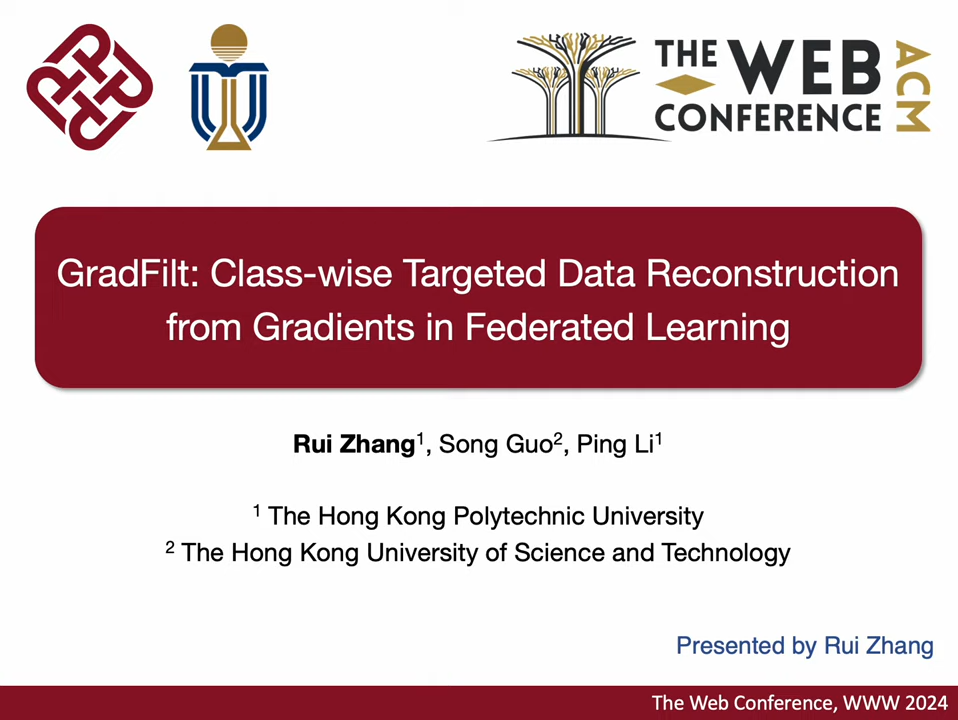 THE WEB
CONFERENCE
ACM
GradFilt: Class-wise Targeted Data Reconstruction
from Gradients in Federated Learning
Rui Zhang¹, Song Guo², Ping Li¹
¹ The Hong Kong Polytechnic University
² The Hong Kong University of Science and Technology
Presented by Rui Zhang
The Web Conference, WWW 2024